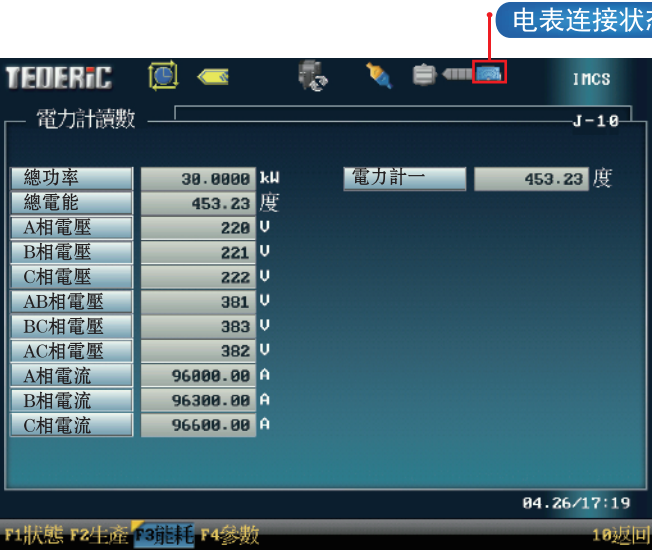 电表连接状
TEDERIC
IMCS
電力計讀數
J-10
總功率 30.0000 kW 電力計一 453.23 度
總電能 453.23 度
A相電壓 220 V
B相電壓 221 V
C相電壓 222 V
AB相電壓 381 V
BC相電壓 383 V
AC相電壓 382 V
A相電流 96000.00 A
B相電流 96300.00 A
C相電流 96600.00 A
04.26/17:19
F1狀態 F2生產 F3能耗 F4參數 10返回